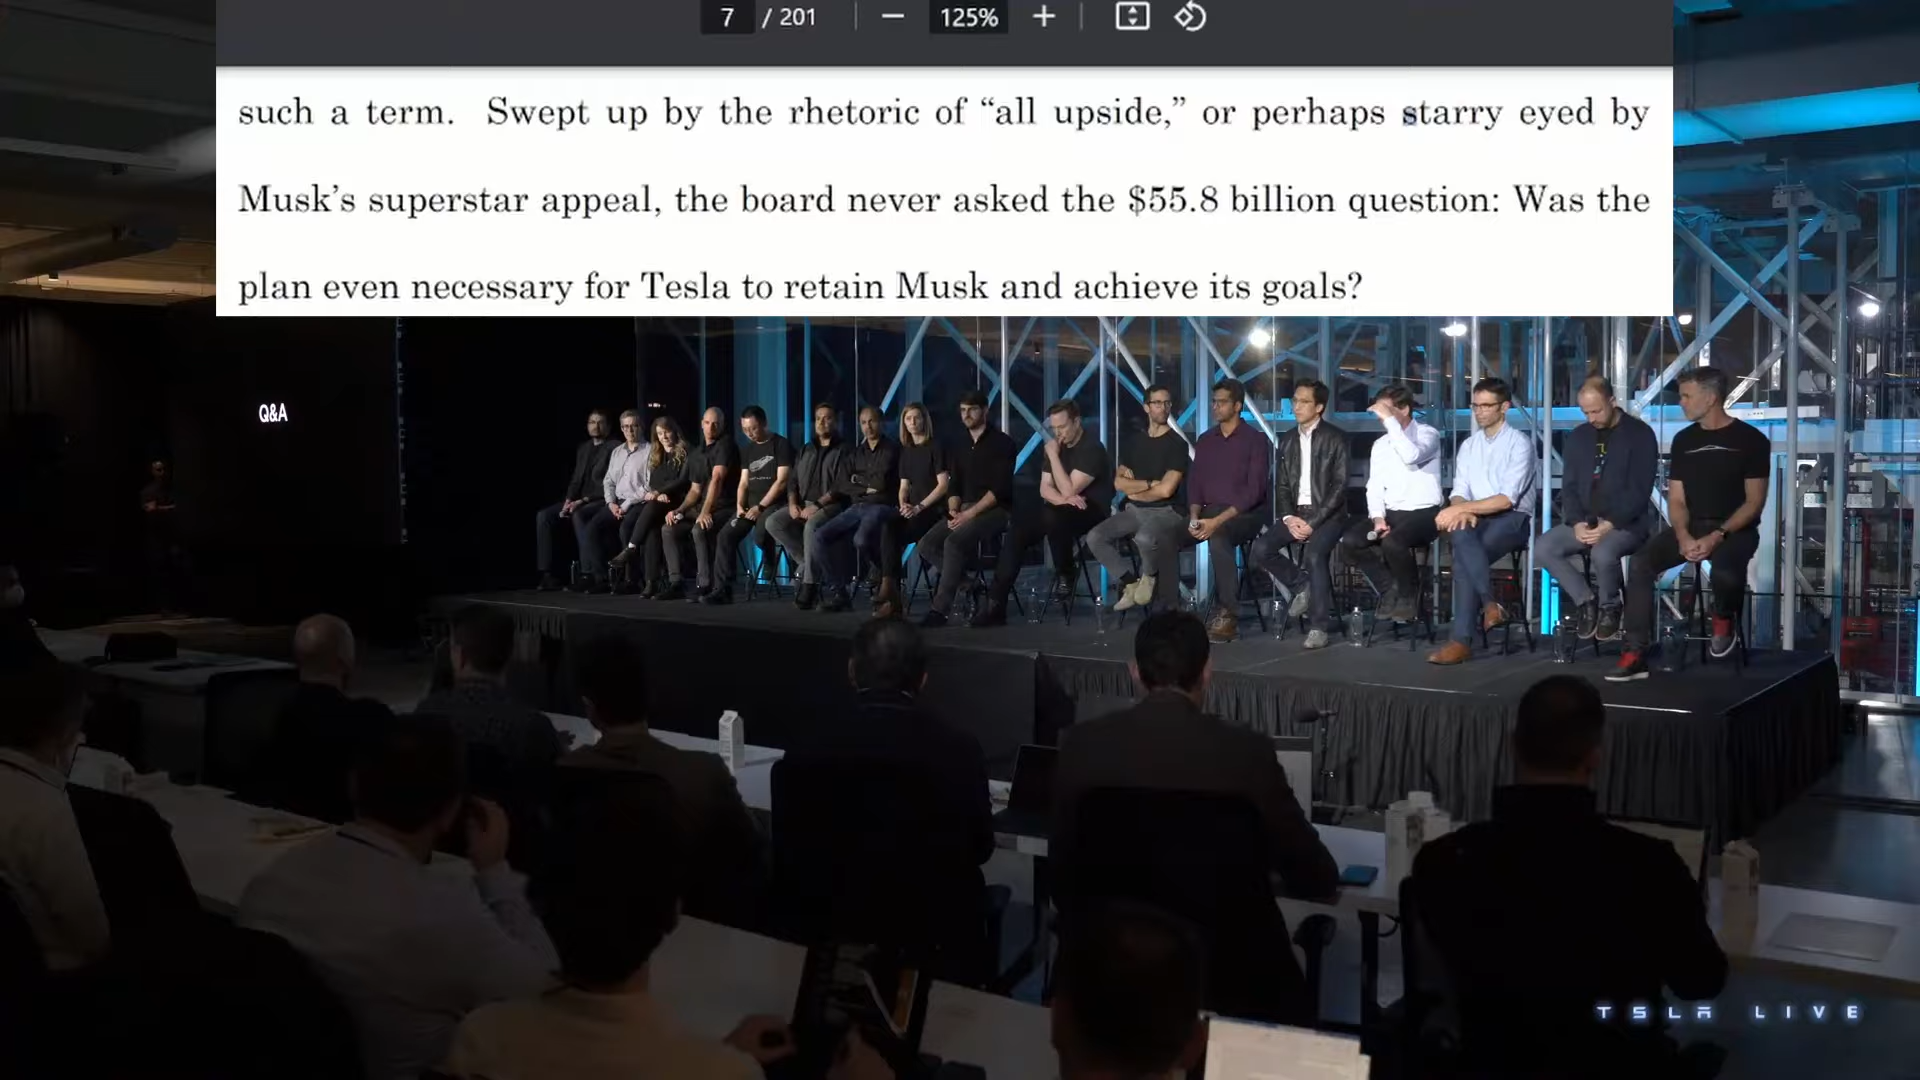 7 / 201 125%
such a term. Swept up by the rhetoric of “all upside,” or perhaps starry eyed by
Musk’s superstar appeal, the board never asked the $55.8 billion question: Was the
plan even necessary for Tesla to retain Musk and achieve its goals?
Q&A
TSLA LIVE